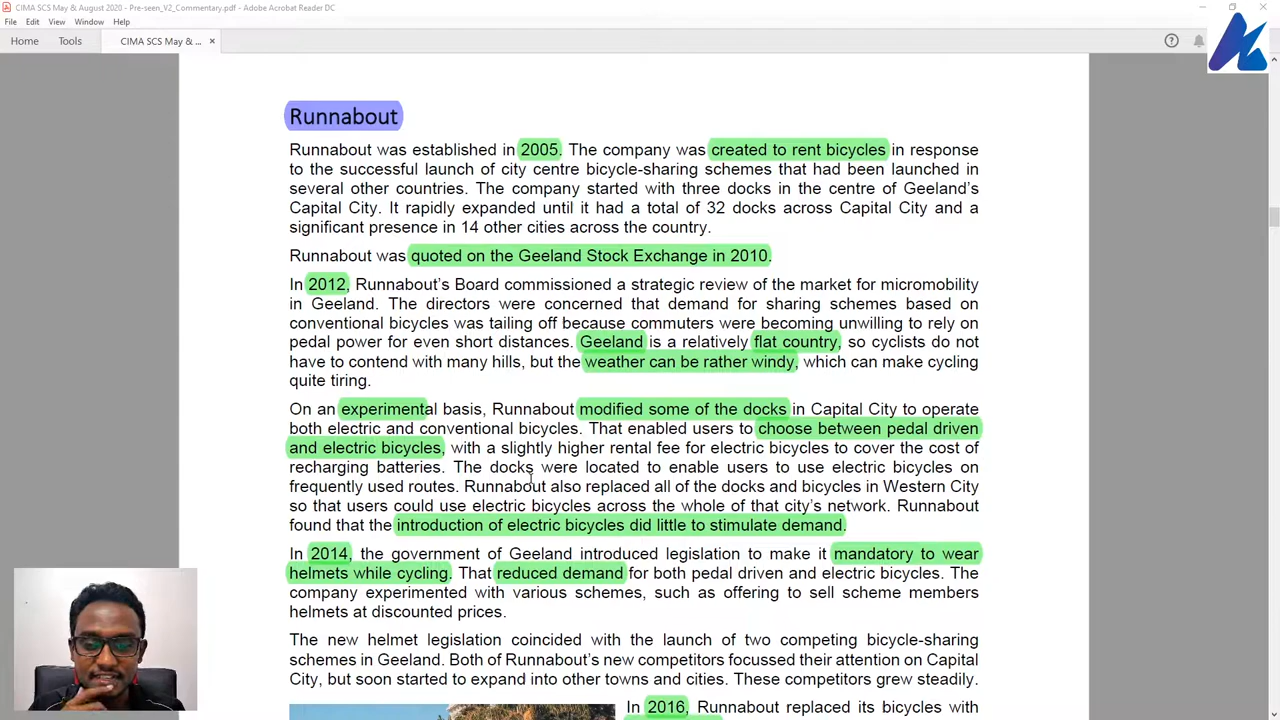 CIMA SCS May & August 2020 - Pre-seen_V2_Commentary.pdf - Adobe Acrobat Reader DC
File Edit View Window Help
Home Tools CIMA SCS May & ... ×
Runnabout
Runnabout was established in 2005. The company was created to rent bicycles in response
to the successful launch of city centre bicycle-sharing schemes that had been launched in
several other countries. The company started with three docks in the centre of Geeland's
Capital City. It rapidly expanded until it had a total of 32 docks across Capital City and a
significant presence in 14 other cities across the country.
Runnabout was quoted on the Geeland Stock Exchange in 2010.
In 2012, Runnabout's Board commissioned a strategic review of the market for micromobility
in Geeland. The directors were concerned that demand for sharing schemes based on
conventional bicycles was tailing off because commuters were becoming unwilling to rely on
pedal power for even short distances. Geeland is a relatively flat country, so cyclists do not
have to contend with many hills, but the weather can be rather windy, which can make cycling
quite tiring.
On an experimental basis, Runnabout modified some of the docks in Capital City to operate
both electric and conventional bicycles. That enabled users to choose between pedal driven
and electric bicycles, with a slightly higher rental fee for electric bicycles to cover the cost of
recharging batteries. The docks were located to enable users to use electric bicycles on
frequently used routes. Runnabout also replaced all of the docks and bicycles in Western City
so that users could use electric bicycles across the whole of that city's network. Runnabout
found that the introduction of electric bicycles did little to stimulate demand.
In 2014, the government of Geeland introduced legislation to make it mandatory to wear
helmets while cycling. That reduced demand for both pedal driven and electric bicycles. The
company experimented with various schemes, such as offering to sell scheme members
helmets at discounted prices.
The new helmet legislation coincided with the launch of two competing bicycle-sharing
schemes in Geeland. Both of Runnabout's new competitors focussed their attention on Capital
City, but soon started to expand into other towns and cities. These competitors grew steadily.
In 2016, Runnabout replaced its bicycles with